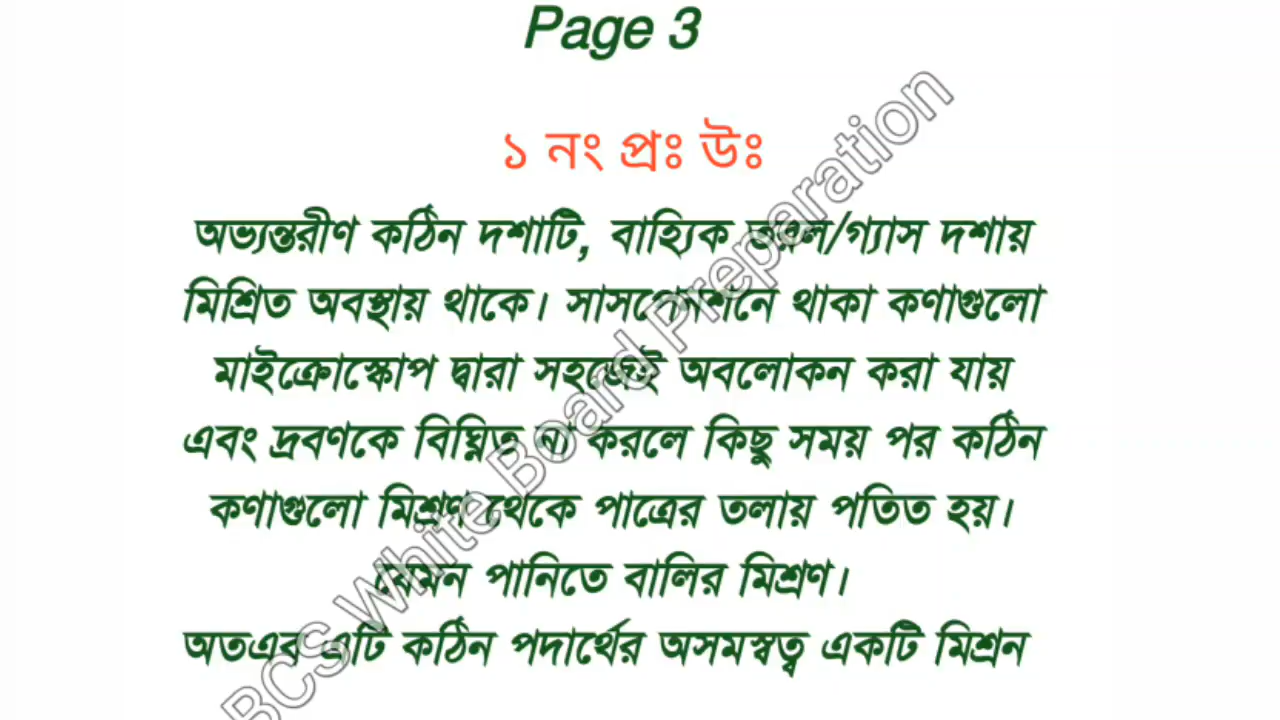 Page 3
১ নং প্রঃ উঃ
অভ্যন্তরীণ কঠিন দশাটি, বাহ্যিক তরল/গ্যাস দশায়
মিশ্রিত অবস্থায় থাকে। সাসপেনশনে থাকা কণাগুলো
মাইক্রোস্কোপ দ্বারা সহজেই অবলোকন করা যায়
এবং দ্রবণকে বিঘ্নিত না করলে কিছু সময় পর কঠিন
কণাগুলো মিশ্রণ থেকে পাত্রের তলায় পতিত হয়।
যেমন পানিতে বালির মিশ্রণ।
অতএব এটি কঠিন পদার্থের অসমস্বত্ব একটি মিশ্রন
BCS White Board Preparation